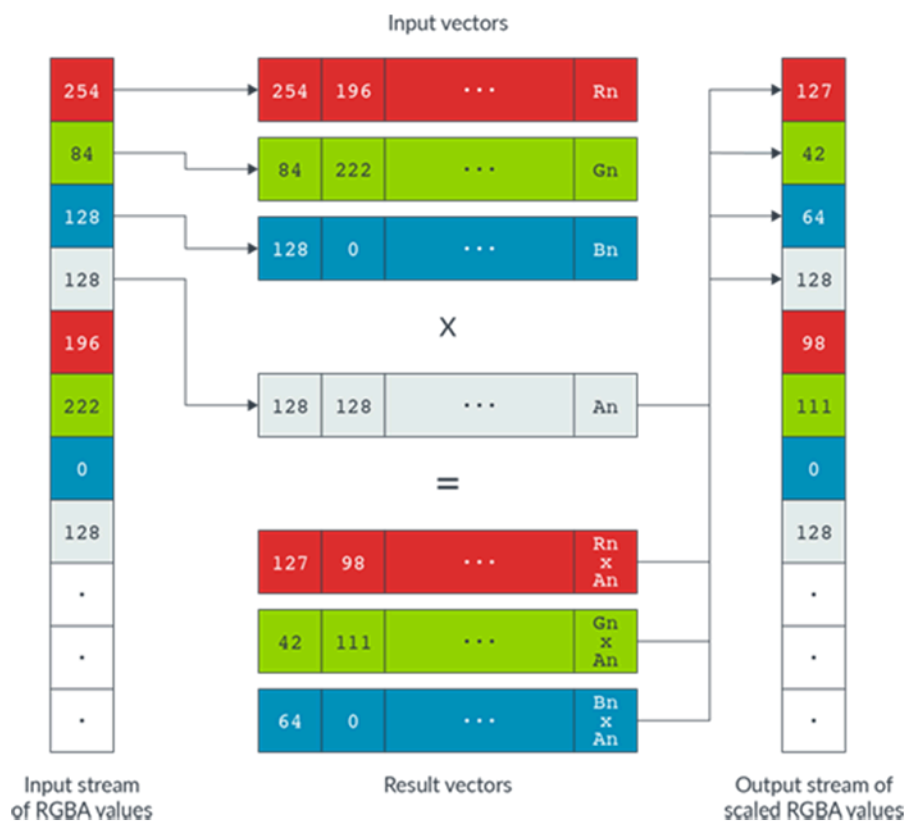 Input vectors
254
84
128
128
196
222
0
128
.
.
.
Input stream
of RGBA values
254 196 ... Rn
84 222 ... Gn
128 0 ... Bn
X
128 128 ... An
=
127 98 ... Rn
x
An
42 111 ... Gn
x
An
64 0 ... Bn
x
An
Result vectors
127
42
64
128
98
111
0
128
.
.
.
Output stream of
scaled RGBA values